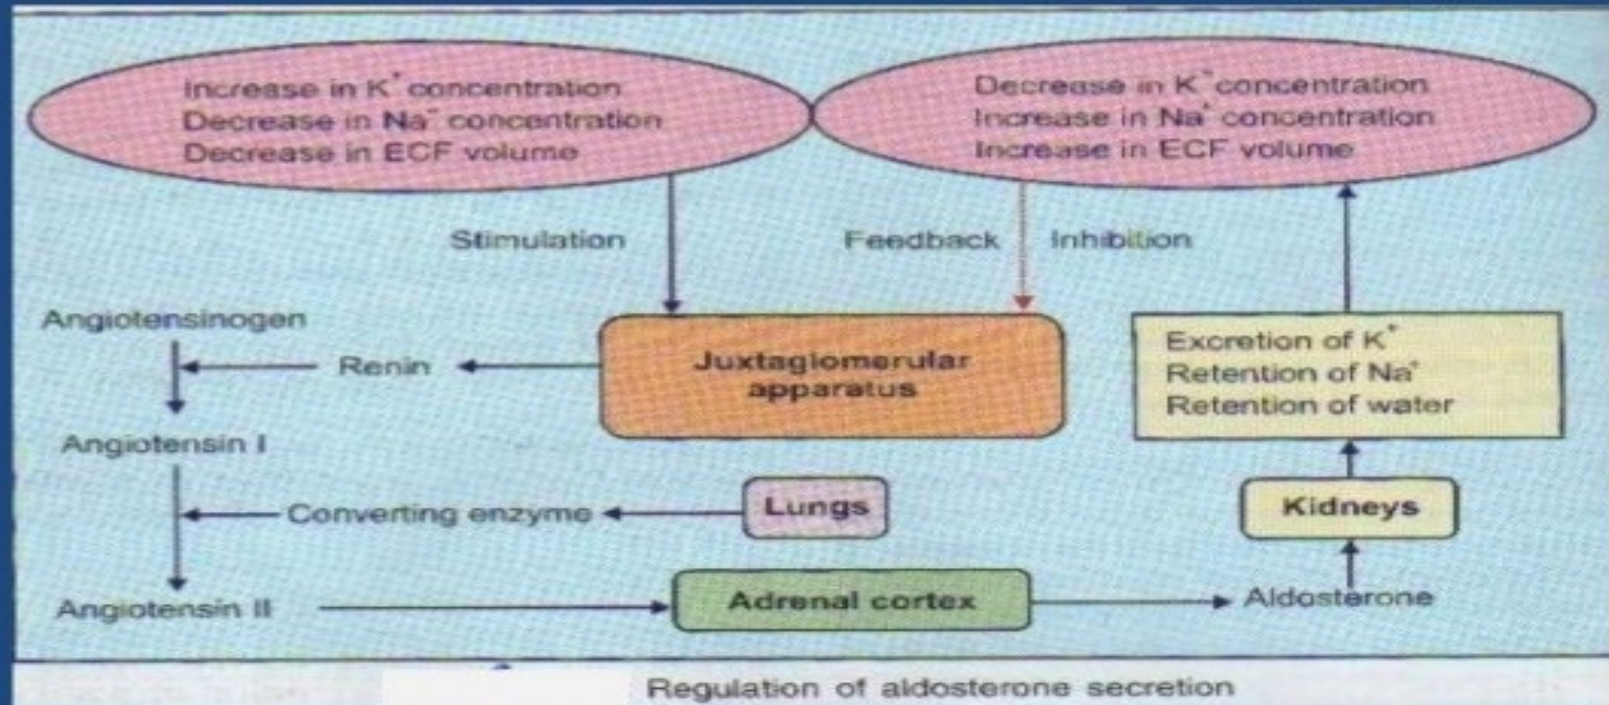 Increase in K⁺ concentration
Decrease in Na⁺ concentration
Decrease in ECF volume
Decrease in K⁺ concentration
Increase in Na⁺ concentration
Increase in ECF volume
Stimulation
Feedback Inhibition
Angiotensinogen
Renin
Juxtaglomerular
apparatus
Excretion of K⁺
Retention of Na⁺
Retention of water
Angiotensin I
Converting enzyme
Lungs
Kidneys
Angiotensin II
Adrenal cortex
Aldosterone
Regulation of aldosterone secretion